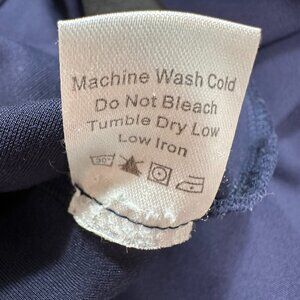 Machine Wash Cold
Do Not Bleach
Tumble Dry Low
Low Iron
30°